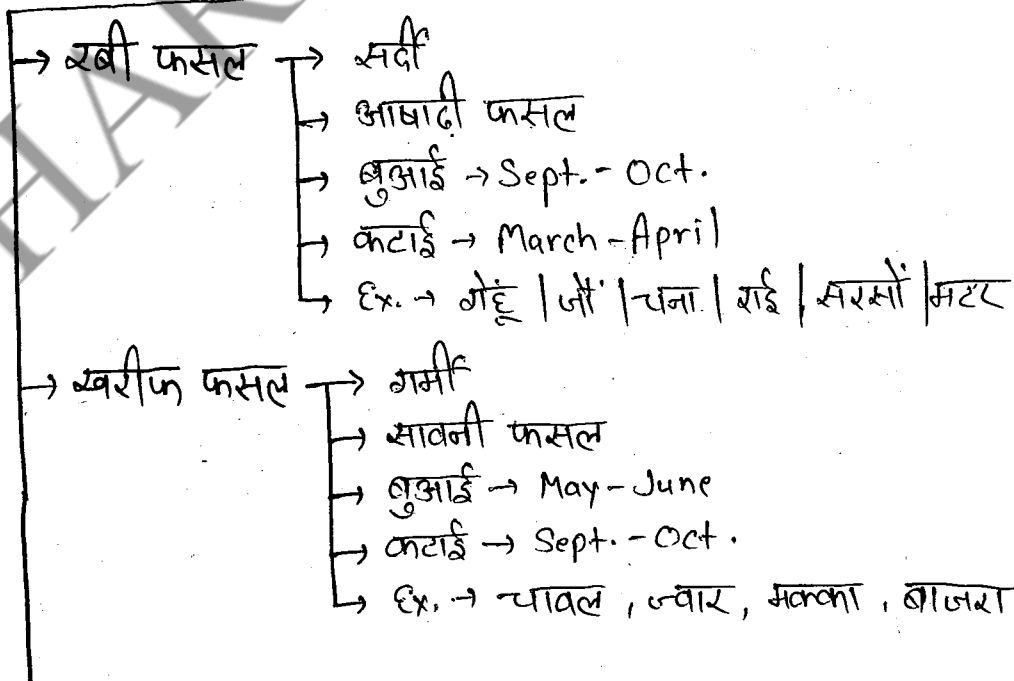 → रबी फसल → सर्दी
→ आषाढ़ी फसल
→ बुआई → Sept. - Oct.
→ कटाई → March - April
→ Ex. → गेहूं | जौ | चना | राई | सरसों | मटर
→ खरीफ फसल → गर्मी
→ सावनी फसल
→ बुआई → May - June
→ कटाई → Sept. - Oct.
→ Ex. → चावल , ज्वार , मक्का , बाजरा